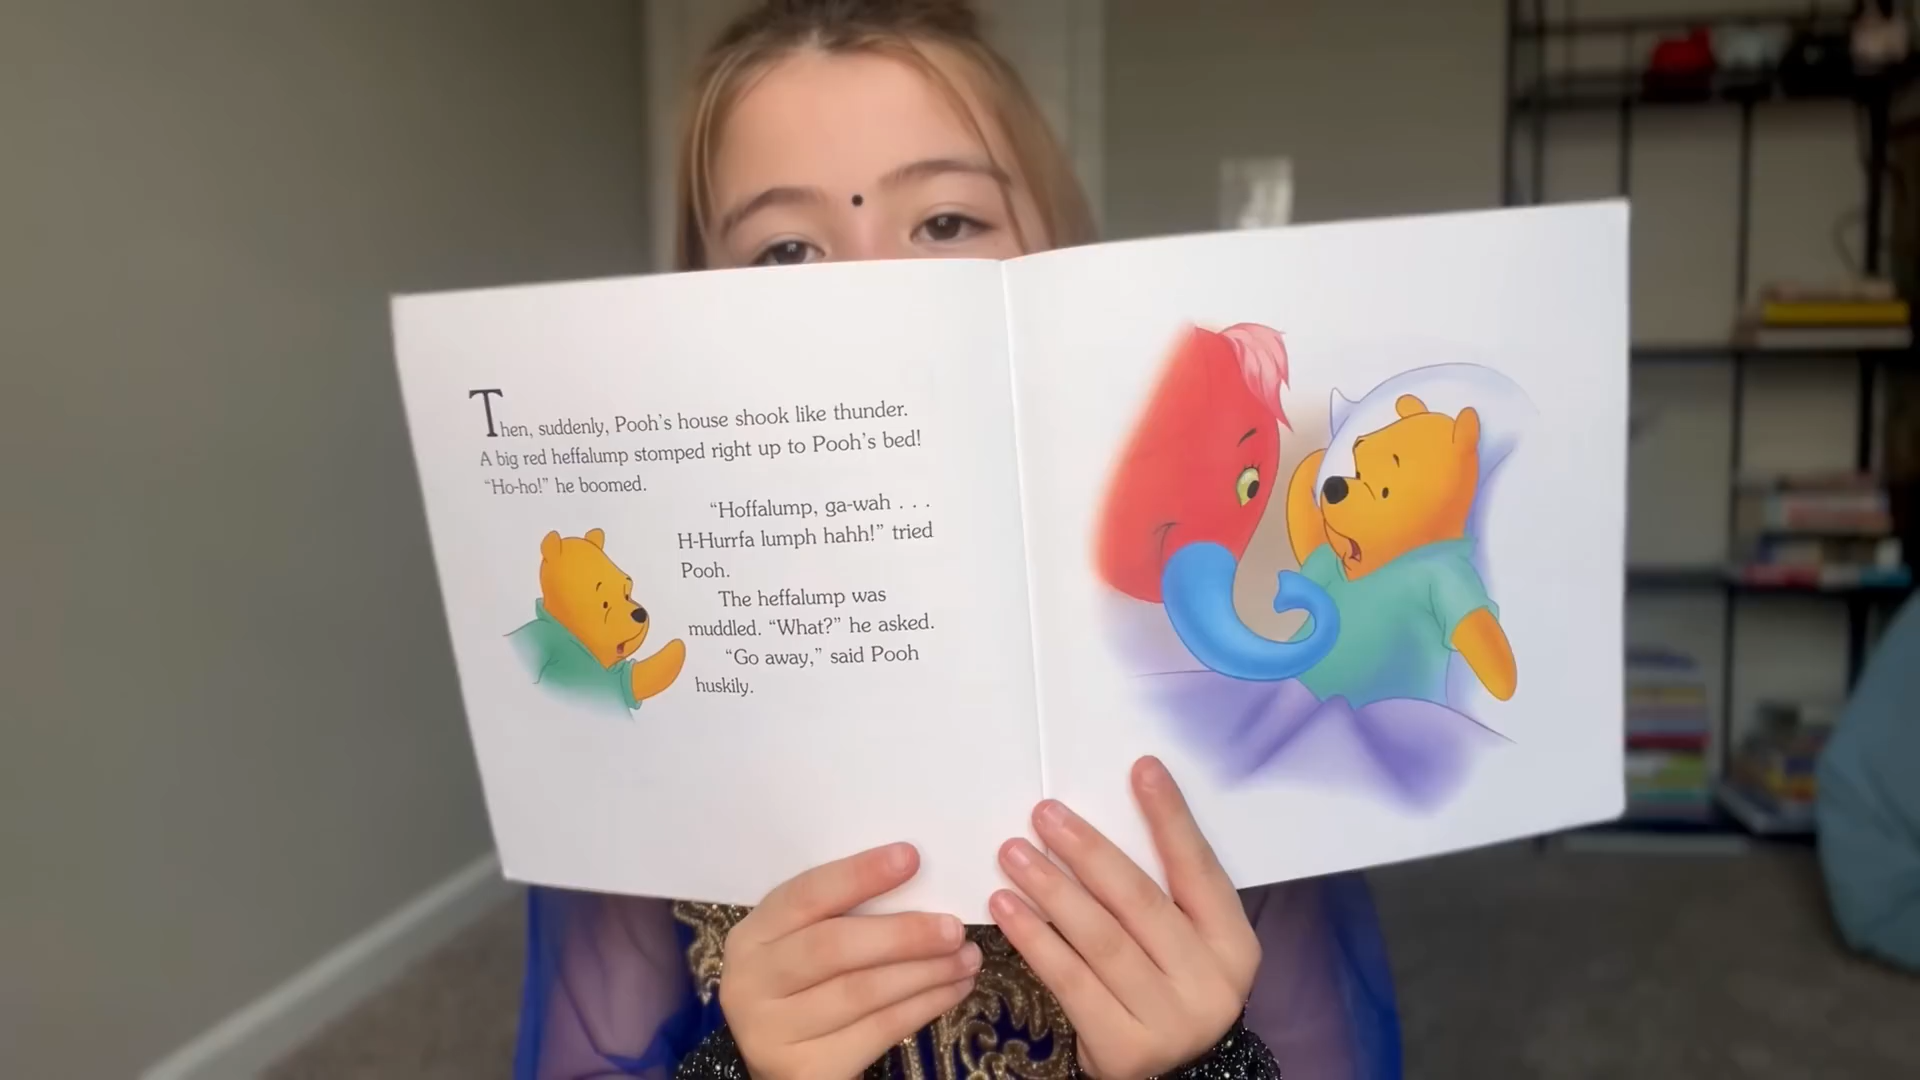 Then, suddenly, Pooh's house shook like thunder.
A big red heffalump stomped right up to Pooh's bed!
"Ho-ho!" he boomed.
"Hoffalump, ga-wah . . .
H-Hurrfa lumph hahh!" tried
Pooh.
The heffalump was
muddled. "What?" he asked.
"Go away," said Pooh
huskily.